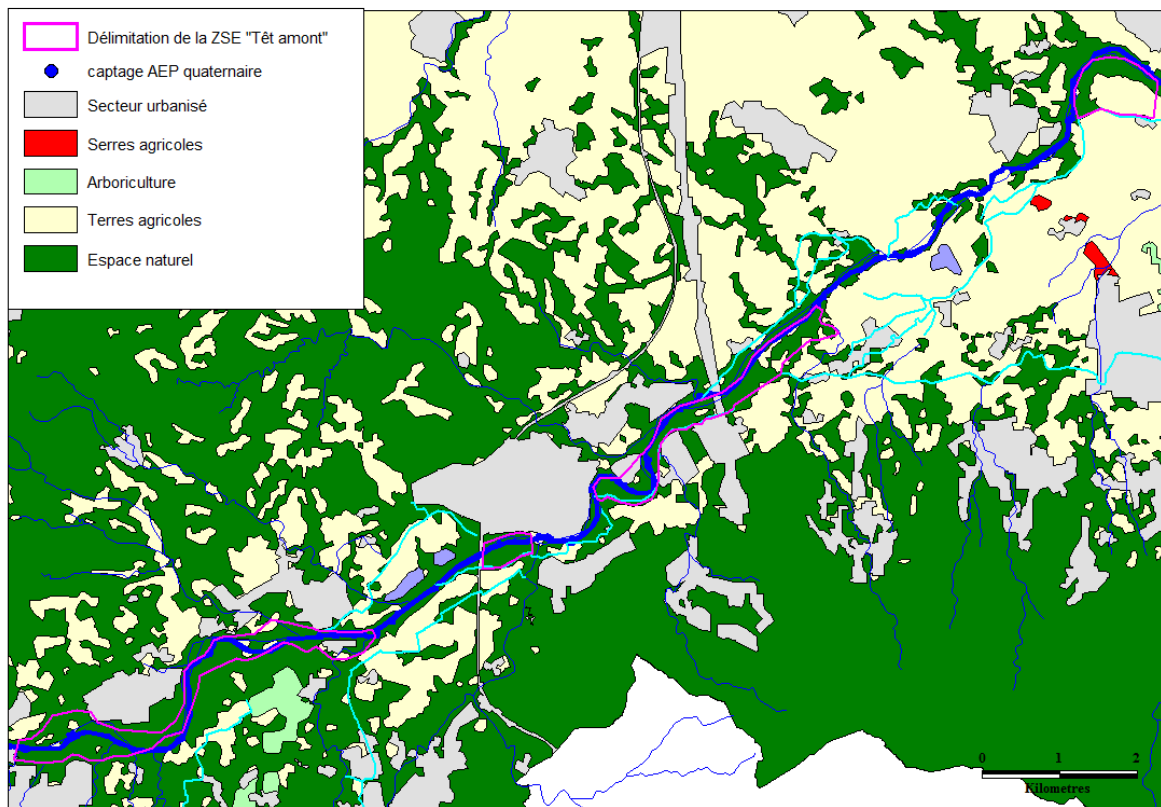 Délimitation de la ZSE "Têt amont"
captage AEP quaternaire
Secteur urbanisé
Serres agricoles
Arboriculture
Terres agricoles
Espace naturel
0 1 2
Kilometres